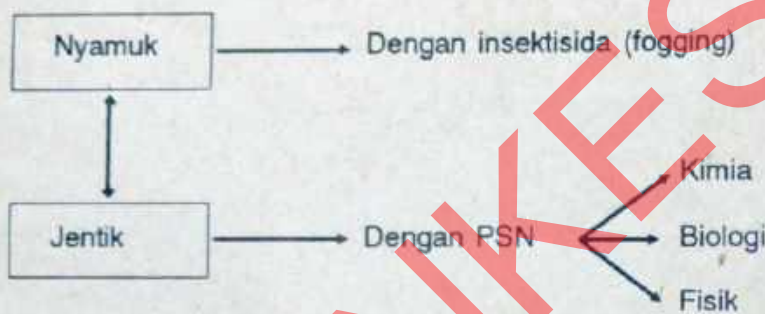 Nyamuk
Dengan insektisida (fogging)
Kimia
Jentik
Dengan PSN
Biologi
Fisik